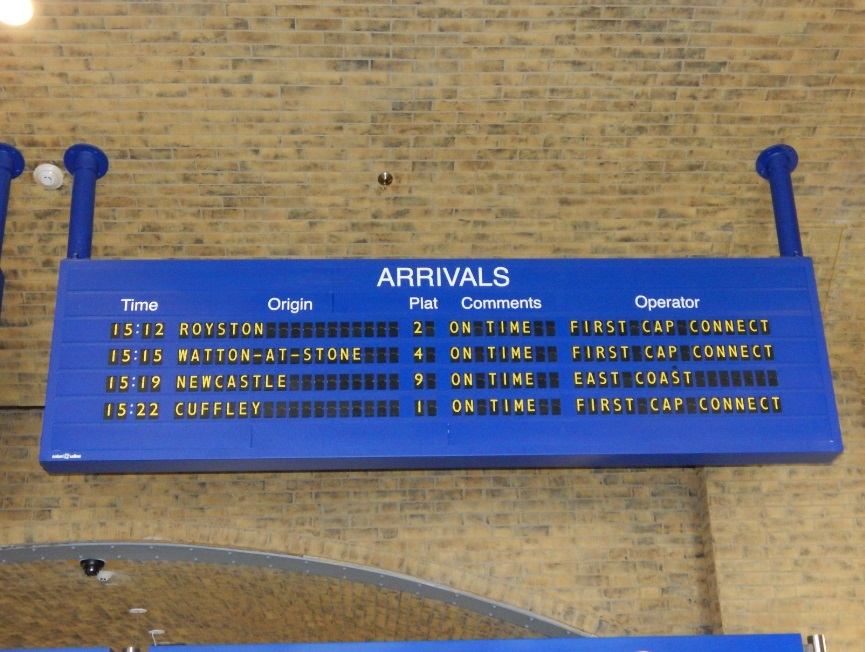 ARRIVALS
Time Origin Plat Comments Operator
15:12 ROYSTON 2 ON TIME FIRST CAP CONNECT
15:15 WATTON-AT-STONE 4 ON TIME FIRST CAP CONNECT
15:19 NEWCASTLE 9 ON TIME EAST COAST
15:22 CUFFLEY 1 ON TIME FIRST CAP CONNECT